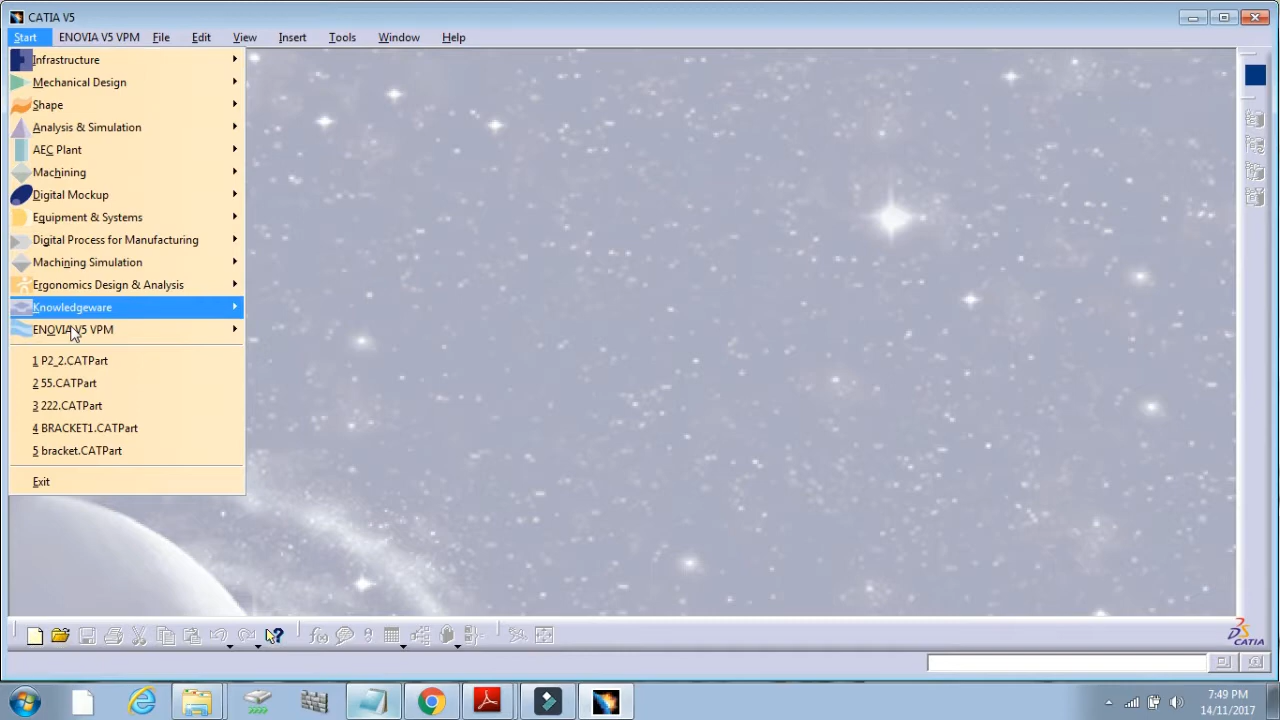 CATIA V5
Start ENOVIA V5 VPM File Edit View Insert Tools Window Help
Infrastructure
Mechanical Design
Shape
Analysis & Simulation
AEC Plant
Machining
Digital Mockup
Equipment & Systems
Digital Process for Manufacturing
Machining Simulation
Ergonomics Design & Analysis
Knowledgeware
ENOVIA V5 VPM
1 P2_2.CATPart
2 55.CATPart
3 222.CATPart
4 BRACKET1.CATPart
5 bracket.CATPart
Exit
CATIA
7:49 PM
14/11/2017